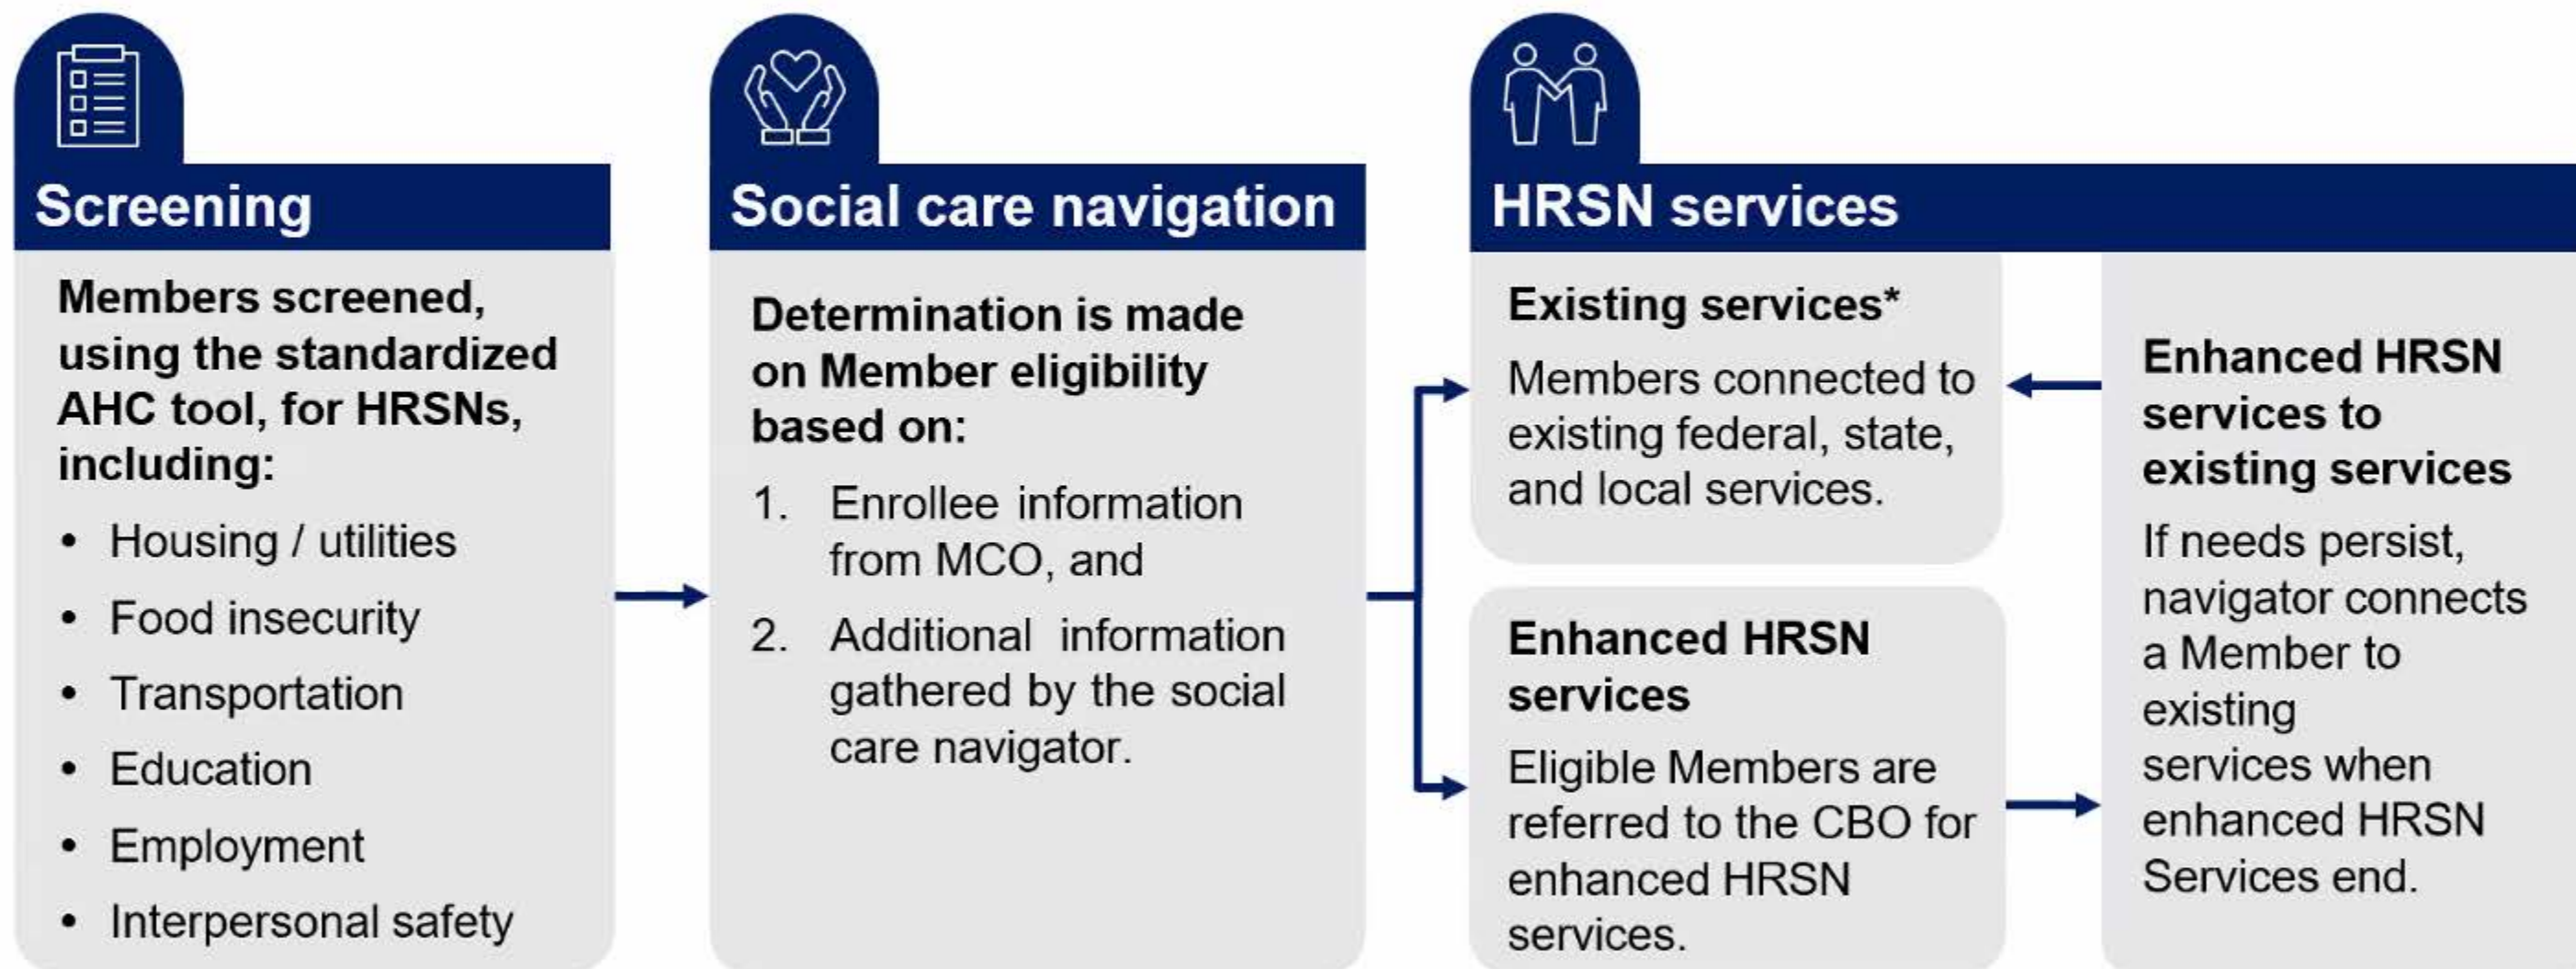 Screening
Members screened,
using the standardized
AHC tool, for HRSNs,
including:
• Housing / utilities
• Food insecurity
• Transportation
• Education
• Employment
• Interpersonal safety
Social care navigation
Determination is made
on Member eligibility
based on:
1. Enrollee information
from MCO, and
2. Additional information
gathered by the social
care navigator.
HRSN services
Existing services*
Members connected to
existing federal, state,
and local services.
Enhanced HRSN
services
Eligible Members are
referred to the CBO for
enhanced HRSN
services.
Enhanced HRSN
services to
existing services
If needs persist,
navigator connects
a Member to
existing
services when
enhanced HRSN
Services end.